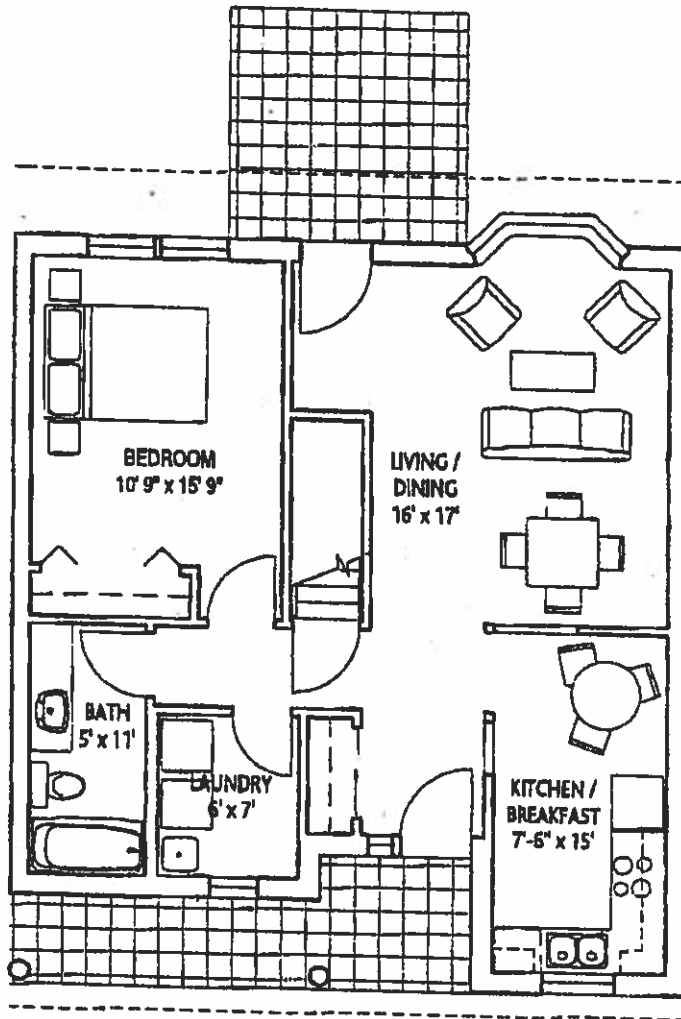 BEDROOM
10' 9" x 15' 9"
LIVING /
DINING
16' x 17'
BATH
5' x 11'
LAUNDRY
6' x 7'
KITCHEN /
BREAKFAST
7'-6" x 15'